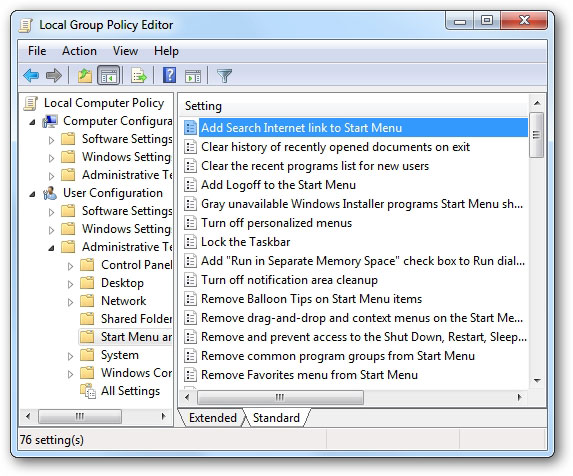 Local Group Policy Editor
File Action View Help
Local Computer Policy
Computer Configura
Software Settings
Windows Setting
Administrative Te
User Configuration
Software Settings
Windows Setting
Administrative Te
Control Pane
Desktop
Network
Shared Folder
Start Menu ar
System
Windows Cor
All Settings
Setting
Add Search Internet link to Start Menu
Clear history of recently opened documents on exit
Clear the recent programs list for new users
Add Logoff to the Start Menu
Gray unavailable Windows Installer programs Start Menu sh...
Turn off personalized menus
Lock the Taskbar
Add "Run in Separate Memory Space" check box to Run dial...
Turn off notification area cleanup
Remove Balloon Tips on Start Menu items
Remove drag-and-drop and context menus on the Start Me...
Remove and prevent access to the Shut Down, Restart, Sleep...
Remove common program groups from Start Menu
Remove Favorites menu from Start Menu
Extended Standard
76 setting(s)